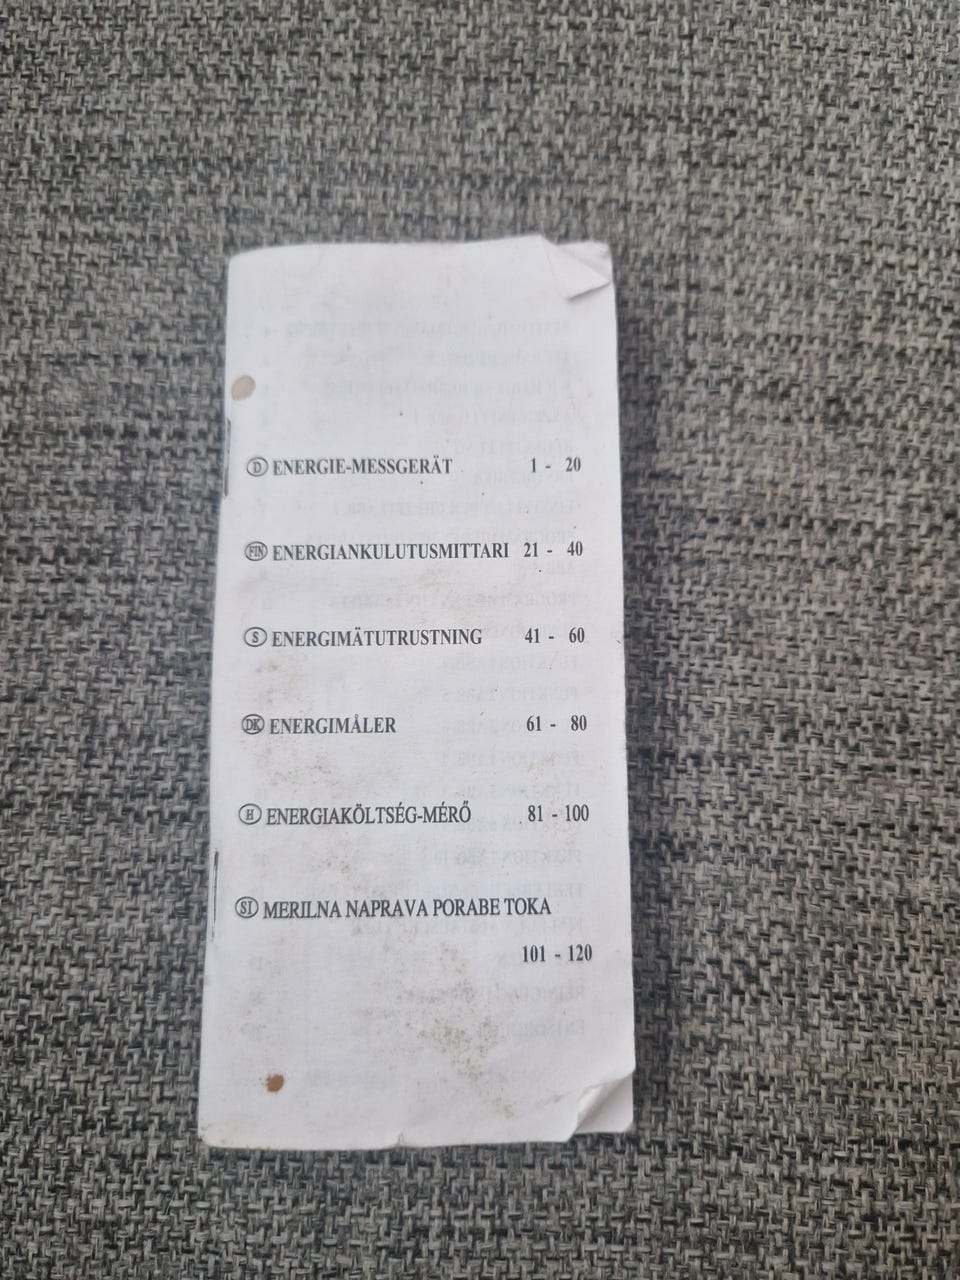 D ENERGIE-MESSGERÄT 1 - 20
FIN ENERGIANKULUTUSMITTARI 21 - 40
S ENERGIMÄTUTRUSTNING 41 - 60
DK ENERGIMÅLER 61 - 80
H ENERGIAKÖLTSÉG-MÉRŐ 81 - 100
SI MERILNA NAPRAVA PORABE TOKA
101 - 120